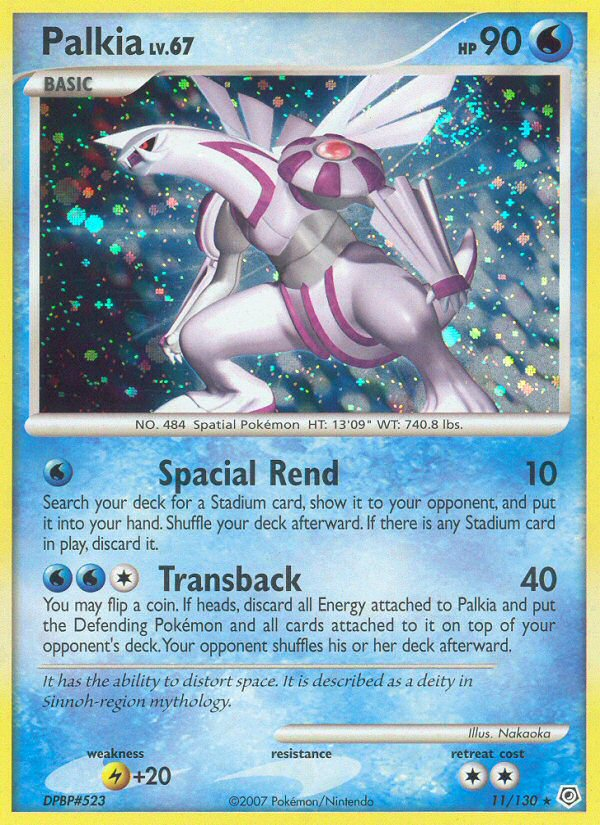 Palkia LV.67 HP 90
BASIC
NO. 484 Spatial Pokémon HT: 13'09" WT: 740.8 lbs.
Spacial Rend 10
Search your deck for a Stadium card, show it to your opponent, and put
it into your hand. Shuffle your deck afterward. If there is any Stadium card
in play, discard it.
Transback 40
You may flip a coin. If heads, discard all Energy attached to Palkia and put
the Defending Pokémon and all cards attached to it on top of your
opponent's deck. Your opponent shuffles his or her deck afterward.
It has the ability to distort space. It is described as a deity in
Sinnoh-region mythology.
Illus. Nakaoka
weakness resistance retreat cost
+20
DPBP#523 ©2007 Pokémon/Nintendo 11/130 ★